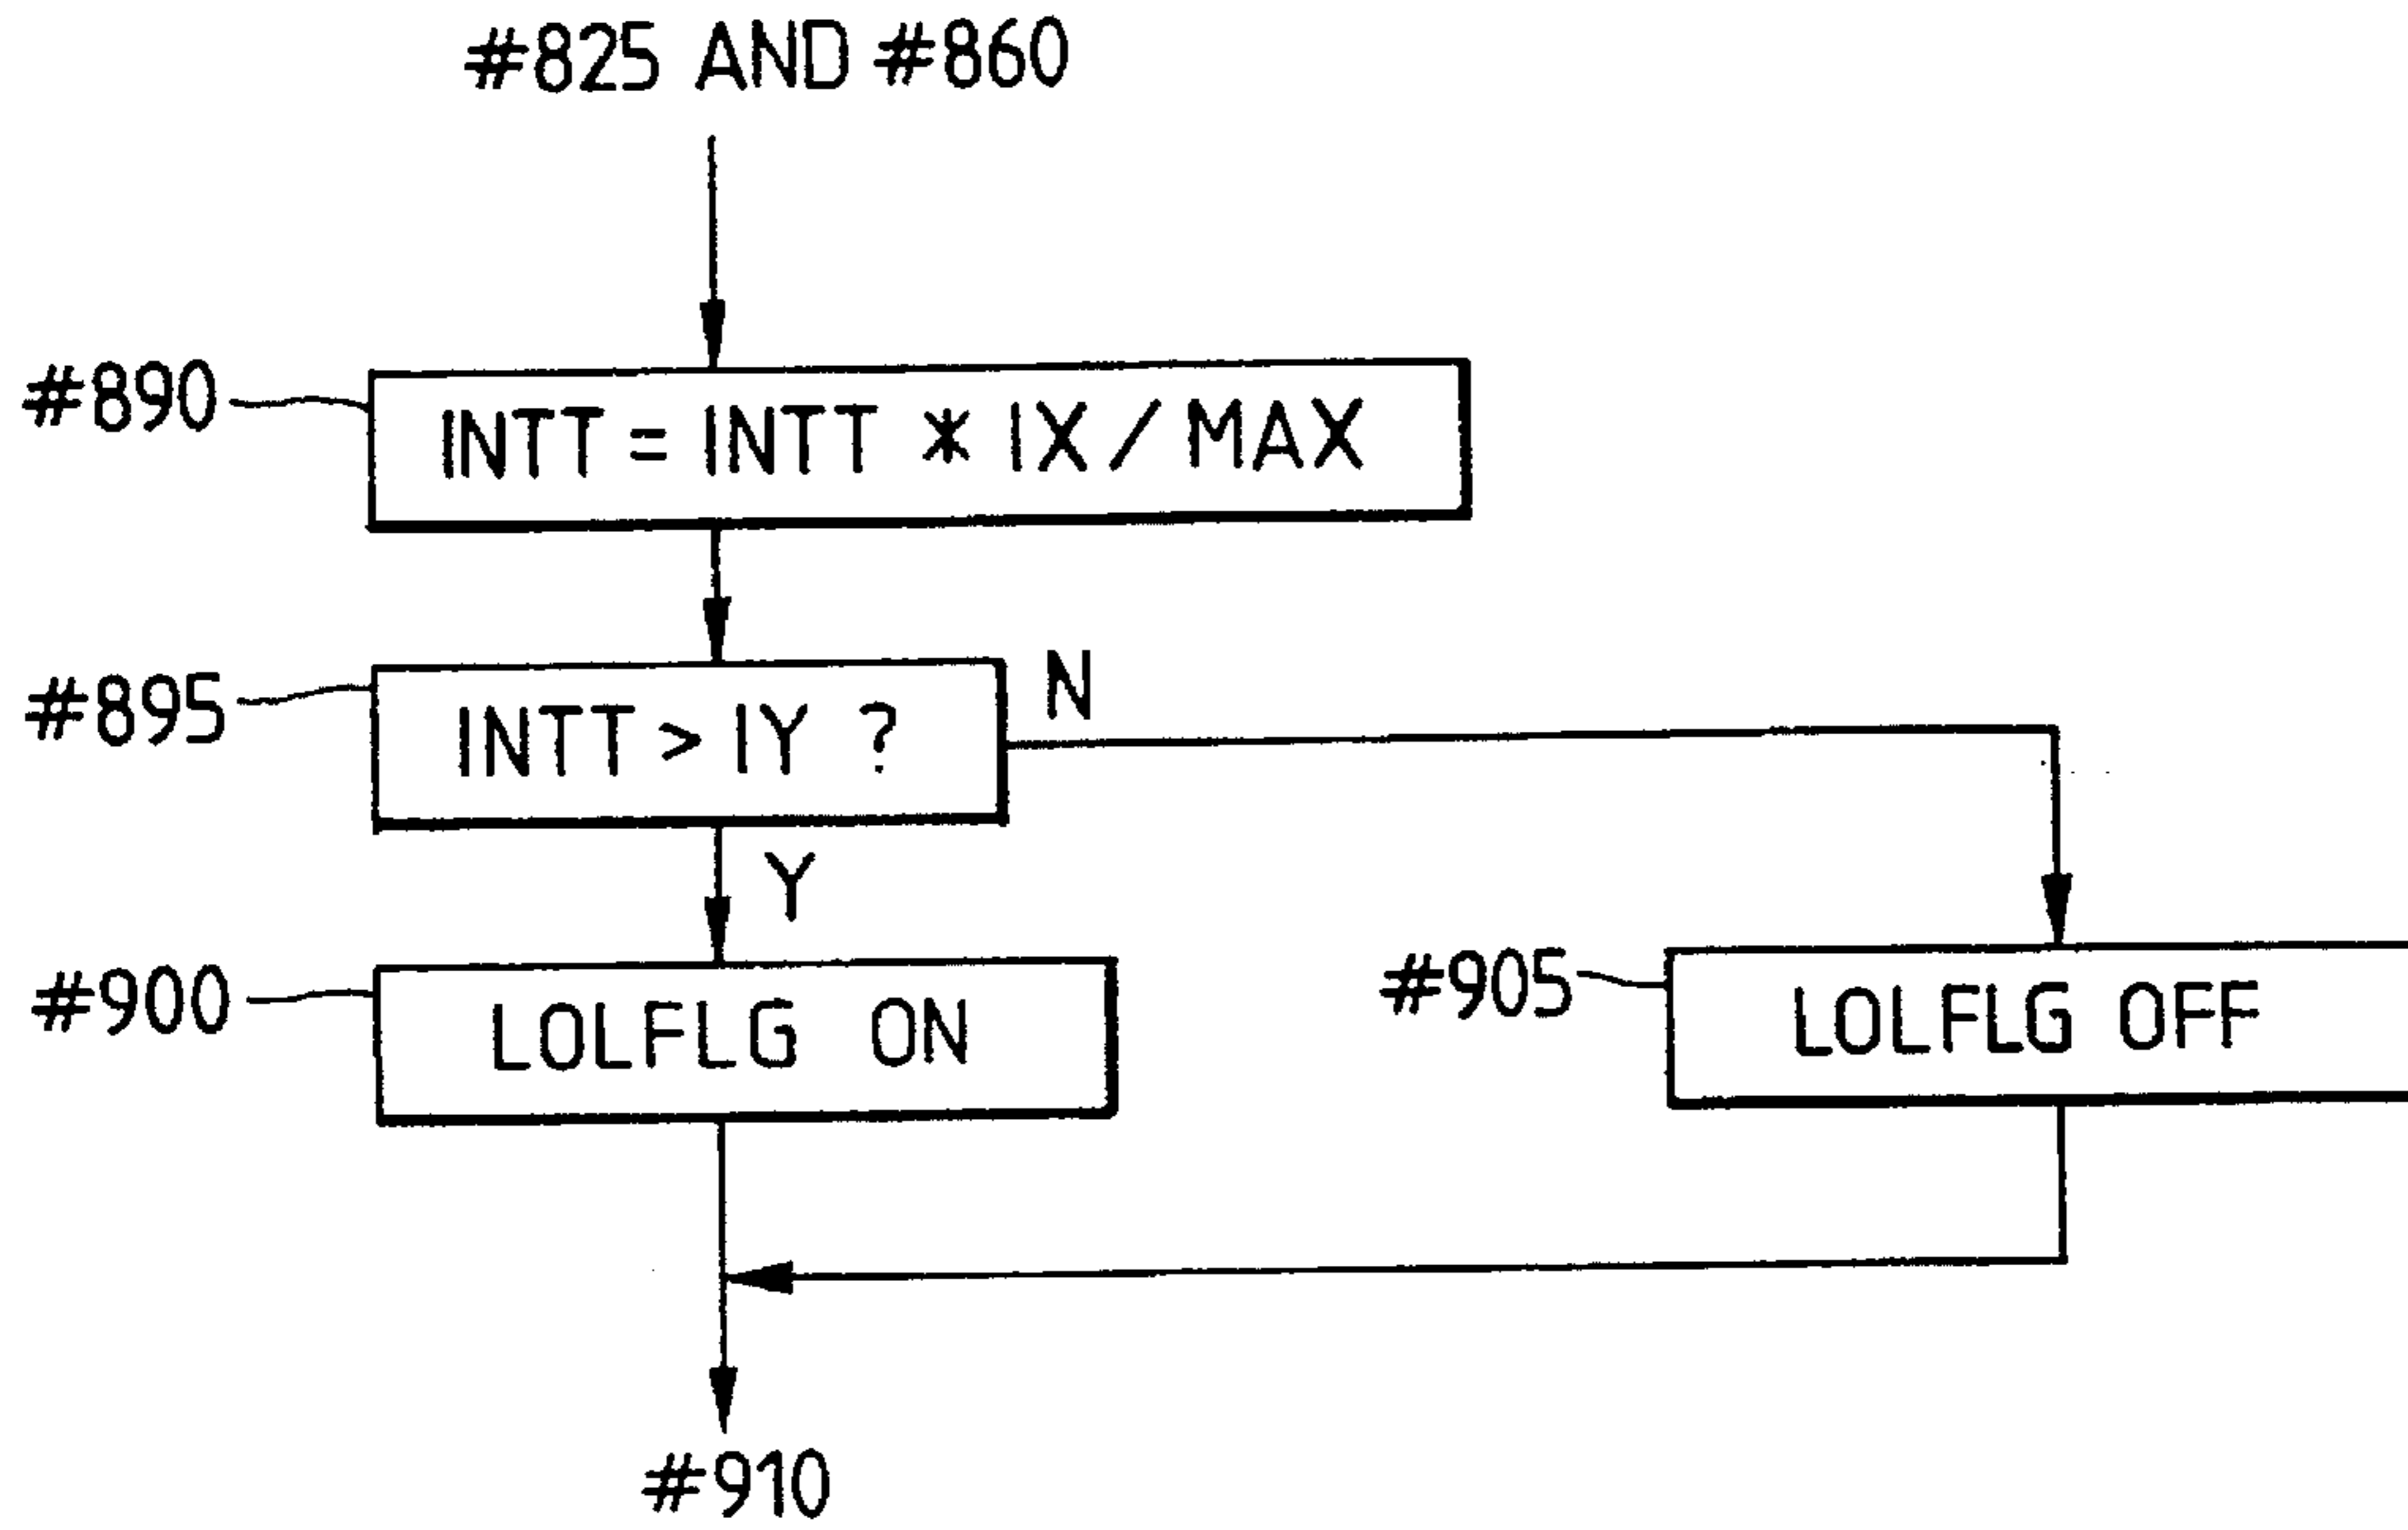 #825 AND #860
#890
INTT = INTT * IX / MAX
#895
INTT > IY ?
N
Y
#900
LOLFLG ON
#905
LOLFLG OFF
#910